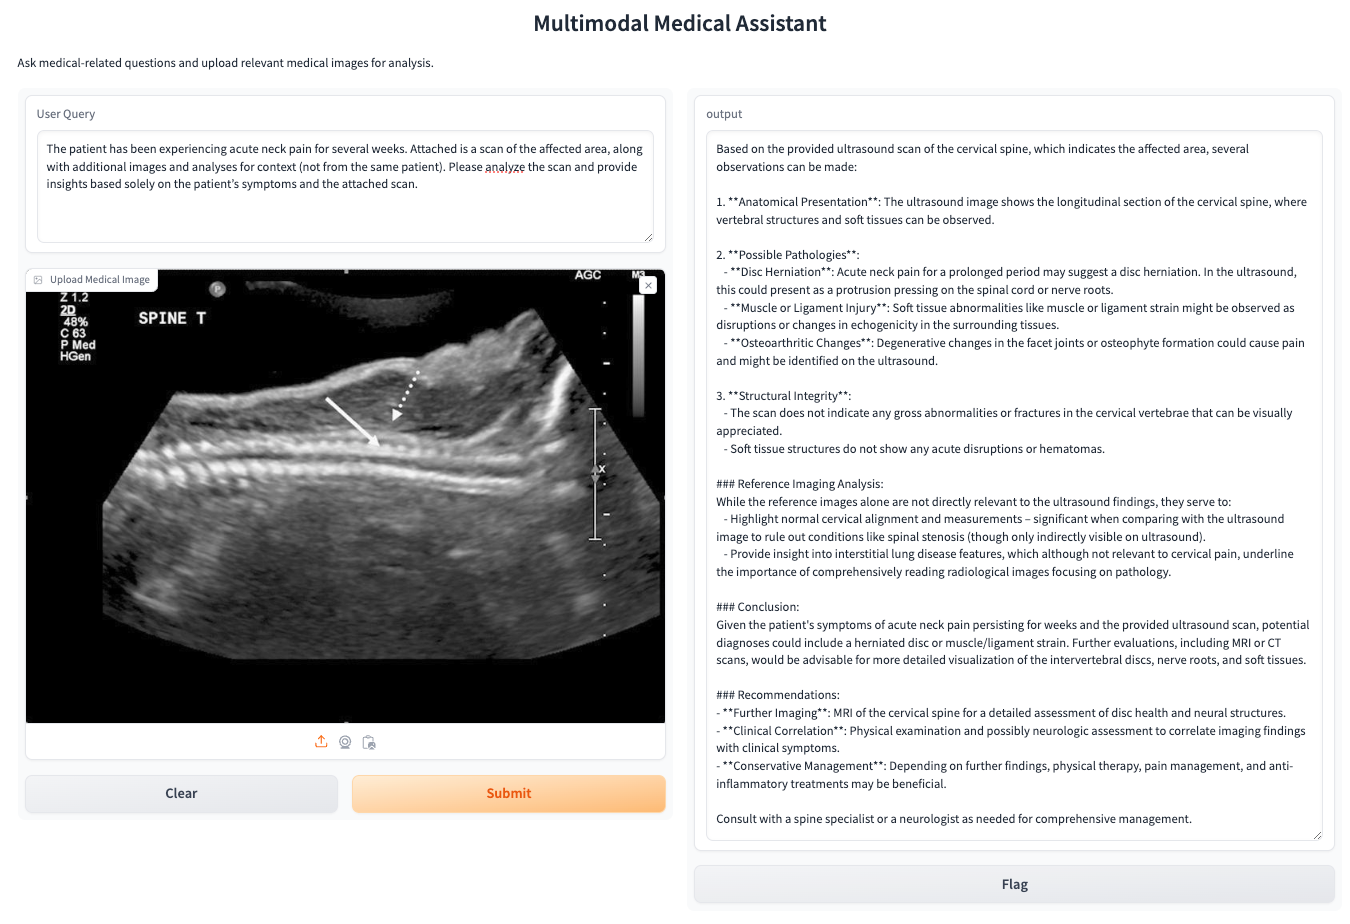 Multimodal Medical Assistant
Ask medical-related questions and upload relevant medical images for analysis.
User Query
The patient has been experiencing acute neck pain for several weeks. Attached is a scan of the affected area, along
with additional images and analyses for context (not from the same patient). Please analyze the scan and provide
insights based solely on the patient's symptoms and the attached scan.
Upload Medical Image
AGC
M3
P
Z 1.2
2D
48%
C 63
P Med
HGen
SPINE T
x
Clear
Submit
output
Based on the provided ultrasound scan of the cervical spine, which indicates the affected area, several
observations can be made:
1. **Anatomical Presentation**: The ultrasound image shows the longitudinal section of the cervical spine, where
vertebral structures and soft tissues can be observed.
2. **Possible Pathologies**:
- **Disc Herniation**: Acute neck pain for a prolonged period may suggest a disc herniation. In the ultrasound,
this could present as a protrusion pressing on the spinal cord or nerve roots.
- **Muscle or Ligament Injury**: Soft tissue abnormalities like muscle or ligament strain might be observed as
disruptions or changes in echogenicity in the surrounding tissues.
- **Osteoarthritic Changes**: Degenerative changes in the facet joints or osteophyte formation could cause pain
and might be identified on the ultrasound.
3. **Structural Integrity**:
- The scan does not indicate any gross abnormalities or fractures in the cervical vertebrae that can be visually
appreciated.
- Soft tissue structures do not show any acute disruptions or hematomas.
### Reference Imaging Analysis:
While the reference images alone are not directly relevant to the ultrasound findings, they serve to:
- Highlight normal cervical alignment and measurements – significant when comparing with the ultrasound
image to rule out conditions like spinal stenosis (though only indirectly visible on ultrasound).
- Provide insight into interstitial lung disease features, which although not relevant to cervical pain, underline
the importance of comprehensively reading radiological images focusing on pathology.
### Conclusion:
Given the patient's symptoms of acute neck pain persisting for weeks and the provided ultrasound scan, potential
diagnoses could include a herniated disc or muscle/ligament strain. Further evaluations, including MRI or CT
scans, would be advisable for more detailed visualization of the intervertebral discs, nerve roots, and soft tissues.
### Recommendations:
- **Further Imaging**: MRI of the cervical spine for a detailed assessment of disc health and neural structures.
- **Clinical Correlation**: Physical examination and possibly neurologic assessment to correlate imaging findings
with clinical symptoms.
- **Conservative Management**: Depending on further findings, physical therapy, pain management, and anti-
inflammatory treatments may be beneficial.
Consult with a spine specialist or a neurologist as needed for comprehensive management.
Flag